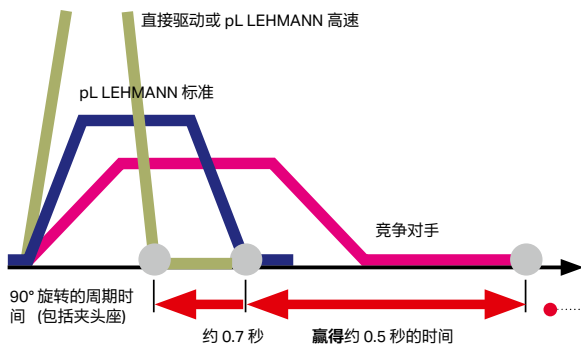 直接驱动或 pL LEHMANN 高速
pL LEHMANN 标准
竞争对手
90° 旋转的周期时
间 (包括夹头座)
约 0.7 秒
赢得约 0.5 秒的时间